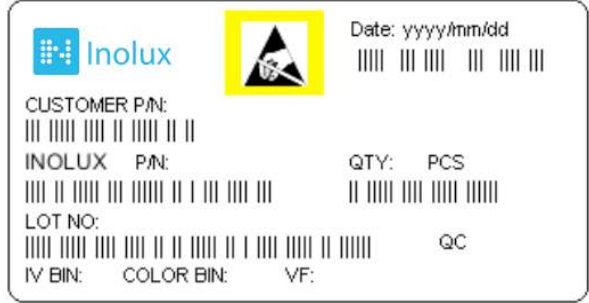 Inolux
Date: yyyy/mm/dd
CUSTOMER P/N:
INOLUX P/N: QTY: PCS
LOT NO:
QC
IV BIN: COLOR BIN: VF: